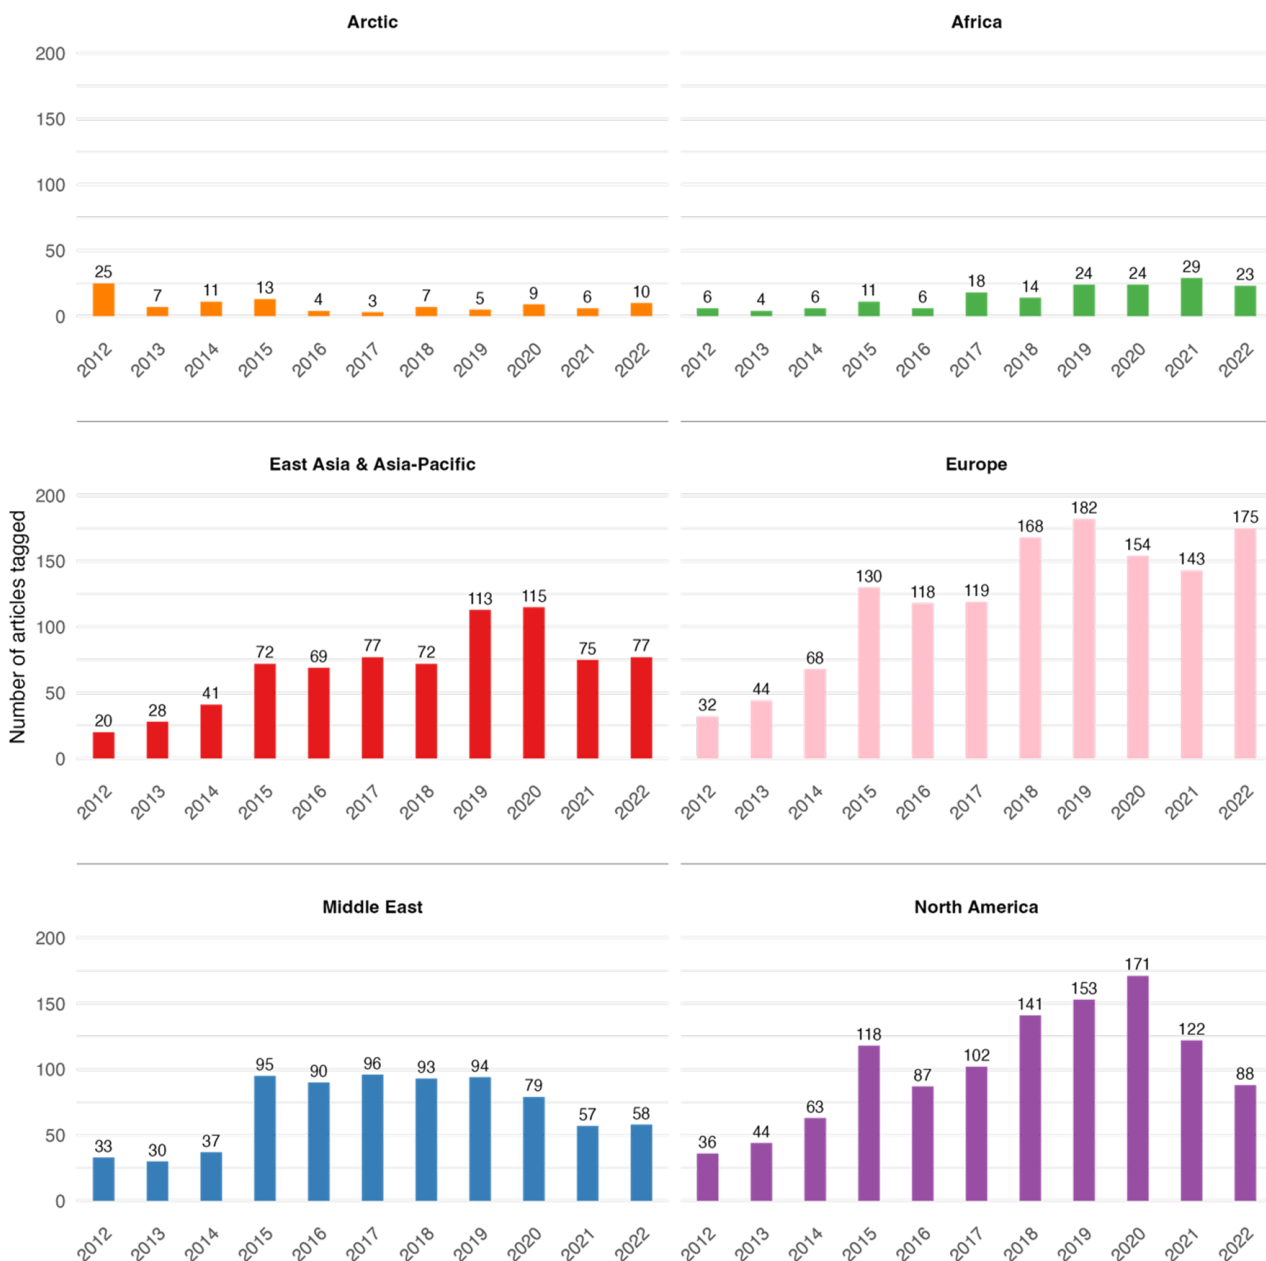 Arctic
200
150
100
50
0
25 7 11 13 4 3 7 5 9 6 10
2012 2013 2014 2015 2016 2017 2018 2019 2020 2021 2022
Africa
6 4 6 11 6 18 14 24 24 29 23
2012 2013 2014 2015 2016 2017 2018 2019 2020 2021 2022
Number of articles tagged
East Asia & Asia-Pacific
200
150
100
50
0
20 28 41 72 69 77 72 113 115 75 77
2012 2013 2014 2015 2016 2017 2018 2019 2020 2021 2022
Europe
32 44 68 130 118 119 168 182 154 143 175
2012 2013 2014 2015 2016 2017 2018 2019 2020 2021 2022
Middle East
200
150
100
50
0
33 30 37 95 90 96 93 94 79 57 58
2012 2013 2014 2015 2016 2017 2018 2019 2020 2021 2022
North America
36 44 63 118 87 102 141 153 171 122 88
2012 2013 2014 2015 2016 2017 2018 2019 2020 2021 2022